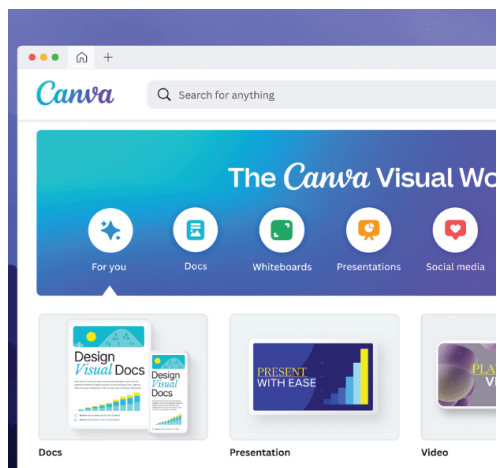 Canva
Search for anything
The Canva Visual Wo
For you
Docs
Whiteboards
Presentations
Social media
Design
Visual Docs
Design
Visual
Docs
PRESENT
WITH EASE
PLA
V
Docs
Presentation
Video